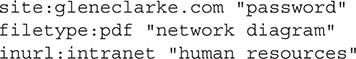 site:gleneclarke.com "password"
filetype:pdf "network diagram"
inurl:intranet "human resources"